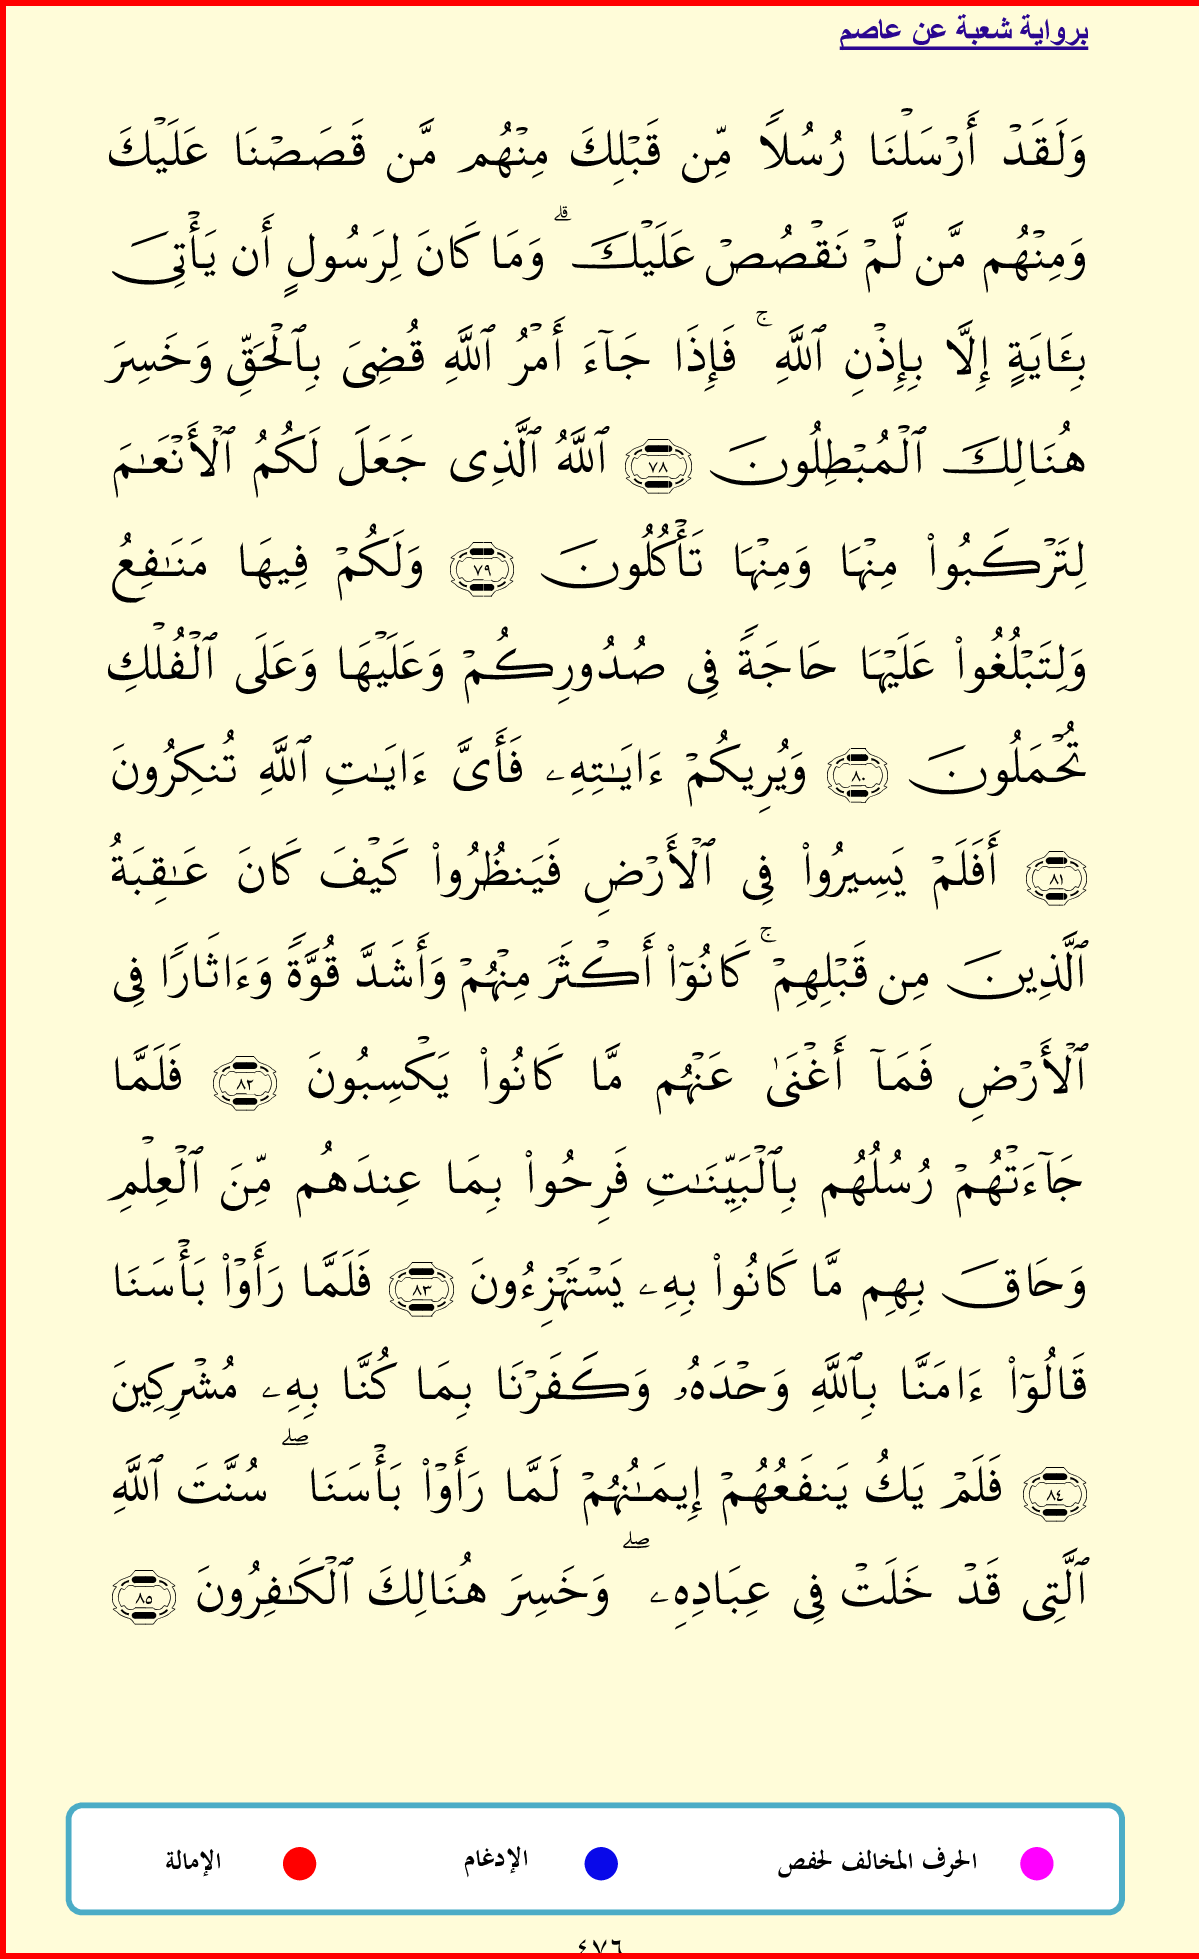 برواية شعبة عن عاصم
وَلَقَدۡ أَرۡسَلۡنَا رُسُلٗا مِّن قَبۡلِكَ مِنۡهُم مَّن قَصَصۡنَا عَلَيۡكَ
وَمِنۡهُم مَّن لَّمۡ نَقۡصُصۡ عَلَيۡكَۗ وَمَا كَانَ لِرَسُولٍ أَن يَأۡتِيَ
بِـَٔايَةٍ إِلَّا بِإِذۡنِ ٱللَّهِۚ فَإِذَا جَآءَ أَمۡرُ ٱللَّهِ قُضِيَ بِٱلۡحَقِّ وَخَسِرَ
هُنَالِكَ ٱلۡمُبۡطِلُونَ ٧٨ ٱللَّهُ ٱلَّذِي جَعَلَ لَكُمُ ٱلۡأَنۡعَٰمَ
لِتَرۡكَبُواْ مِنۡهَا وَمِنۡهَا تَأۡكُلُونَ ٧٩ وَلَكُمۡ فِيهَا مَنَٰفِعُ
وَلِتَبۡلُغُواْ عَلَيۡهَا حَاجَةٗ فِي صُدُورِكُمۡ وَعَلَيۡهَا وَعَلَى ٱلۡفُلۡكِ
تُحۡمَلُونَ ٨٠ وَيُرِيكُمۡ ءَايَٰتِهِۦ فَأَيَّ ءَايَٰتِ ٱللَّهِ تُنكِرُونَ
٨١ أَفَلَمۡ يَسِيرُواْ فِي ٱلۡأَرۡضِ فَيَنظُرُواْ كَيۡفَ كَانَ عَٰقِبَةُ
ٱلَّذِينَ مِن قَبۡلِهِمۡۚ كَانُوٓاْ أَكۡثَرَ مِنۡهُمۡ وَأَشَدَّ قُوَّةٗ وَءَاثَارٗا فِي
ٱلۡأَرۡضِ فَمَآ أَغۡنَىٰ عَنۡهُم مَّا كَانُواْ يَكۡسِبُونَ ٨٢ فَلَمَّا
جَآءَتۡهُمۡ رُسُلُهُم بِٱلۡبَيِّنَٰتِ فَرِحُواْ بِمَا عِندَهُم مِّنَ ٱلۡعِلۡمِ
وَحَاقَ بِهِم مَّا كَانُواْ بِهِۦ يَسۡتَهۡزِءُونَ ٨٣ فَلَمَّا رَأَوۡاْ بَأۡسَنَا
قَالُوٓاْ ءَامَنَّا بِٱللَّهِ وَحۡدَهُۥ وَكَفَرۡنَا بِمَا كُنَّا بِهِۦ مُشۡرِكِينَ
٨٤ فَلَمۡ يَكُ يَنفَعُهُمۡ إِيمَٰنُهُمۡ لَمَّا رَأَوۡاْ بَأۡسَنَاۖ سُنَّتَ ٱللَّهِ
ٱلَّتِي قَدۡ خَلَتۡ فِي عِبَادِهِۦۖ وَخَسِرَ هُنَالِكَ ٱلۡكَٰفِرُونَ ٨٥
الحرف المخالف لحفص الإدغام الإمالة
٤٧٦